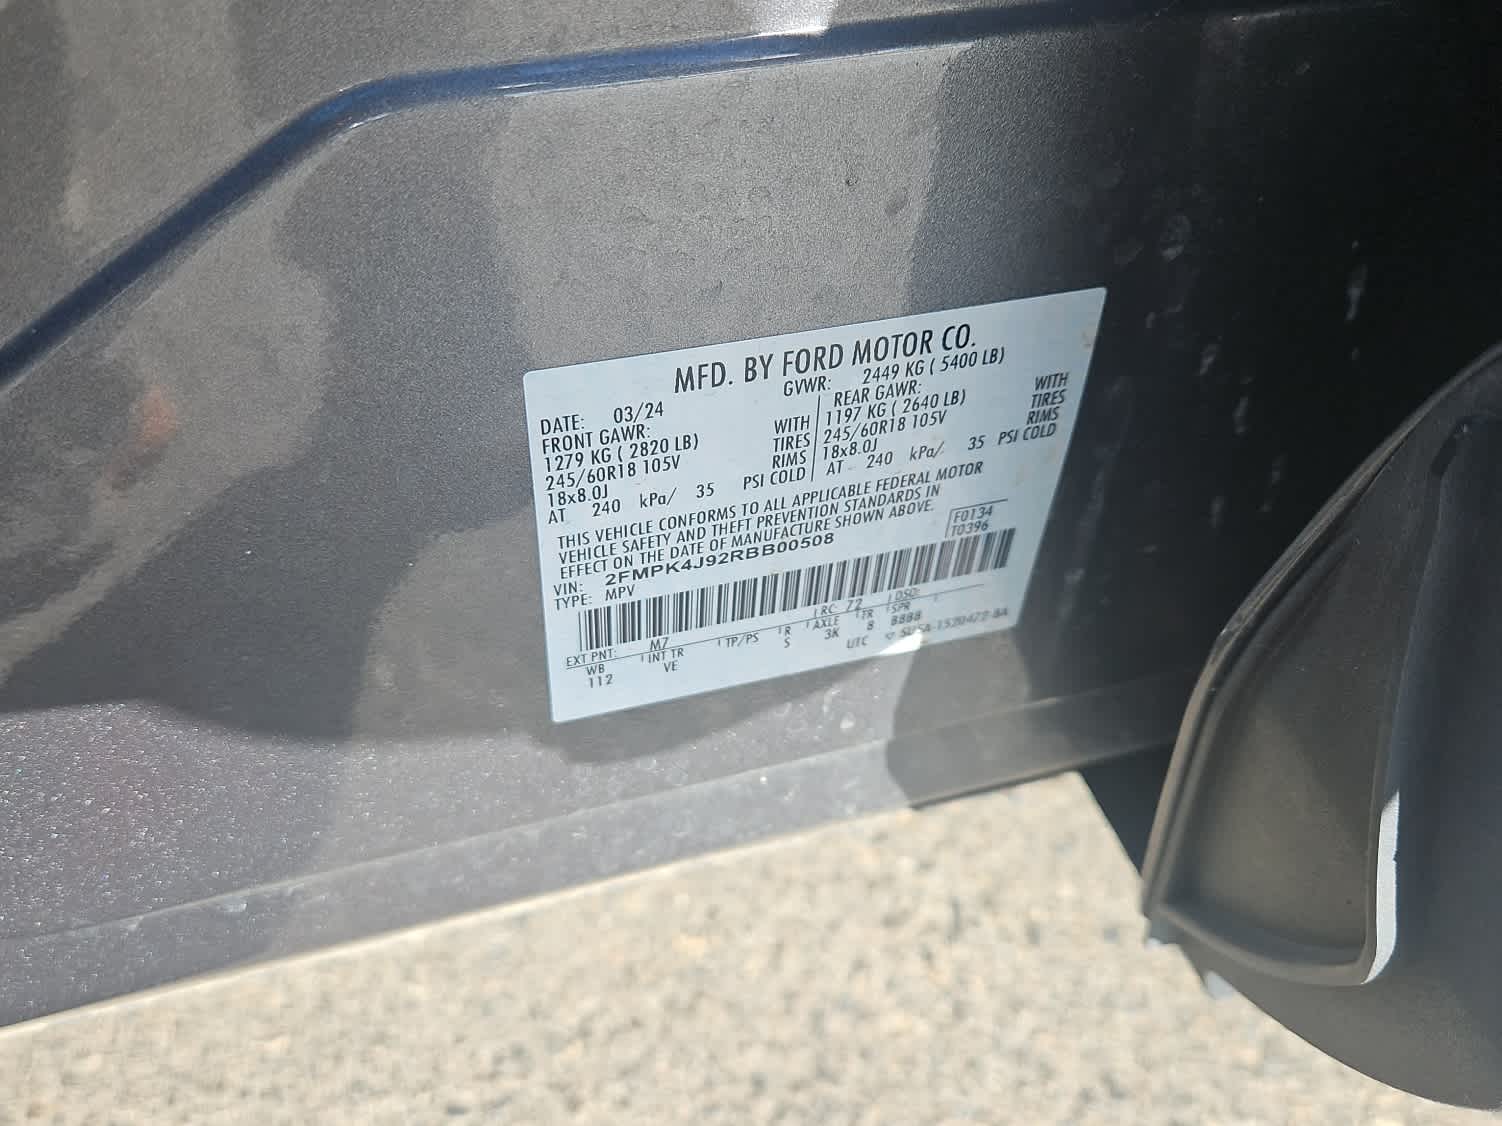 MFD. BY FORD MOTOR CO.
DATE: 03/24
GVWR: 2449 KG ( 5400 LB)
FRONT GAWR:
1279 KG ( 2820 LB)
245/60R18 105V
18x8.0J
AT 240 kPa/ 35 PSI COLD
WITH
TIRES
RIMS
REAR GAWR:
1197 KG ( 2640 LB)
245/60R18 105V
18x8.0J
AT 240 kPa/ 35 PSI COLD
WITH
TIRES
RIMS
THIS VEHICLE CONFORMS TO ALL APPLICABLE FEDERAL MOTOR
VEHICLE SAFETY AND THEFT PREVENTION STANDARDS IN
EFFECT ON THE DATE OF MANUFACTURE SHOWN ABOVE.
F0134
T0396
VIN: 2FMPK4J92RBB00508
TYPE: MPV
EXT PNT: M7 RC: 72 DSO:
WB INT TR TP/PS R AXLE TR SPR
112 VE S 3K 8 BBBB
UTC